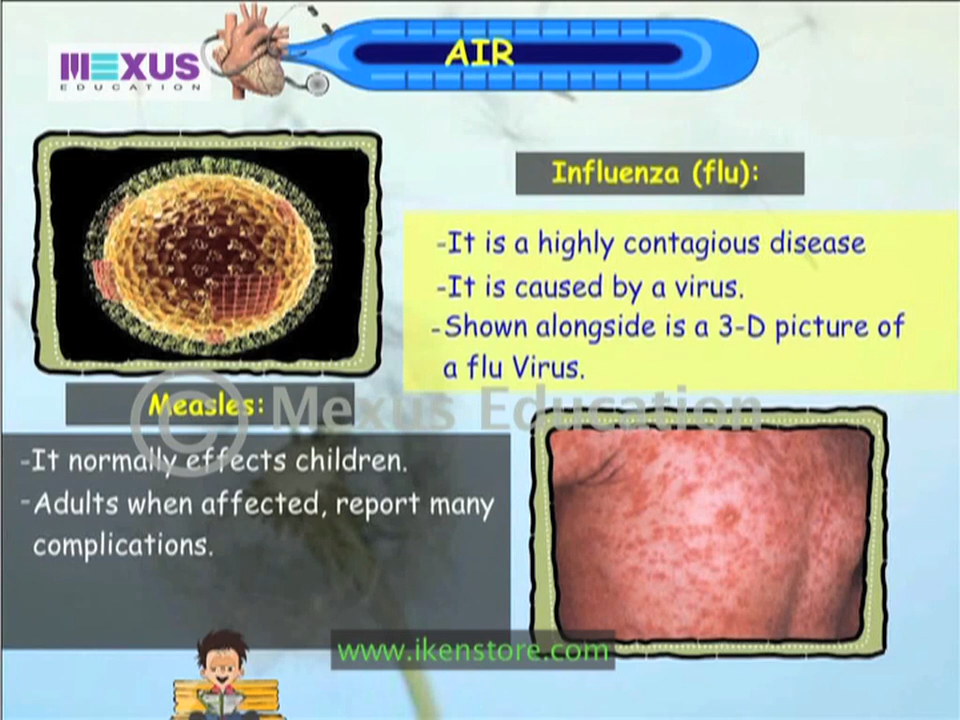 MEXUS
EDUCATION
AIR
Influenza (flu):
-It is a highly contagious disease
-It is caused by a virus.
-Shown alongside is a 3-D picture of
a flu Virus.
© Mexus Education
Measles:
-It normally effects children.
-Adults when affected, report many
complications.
www.ikenstore.com